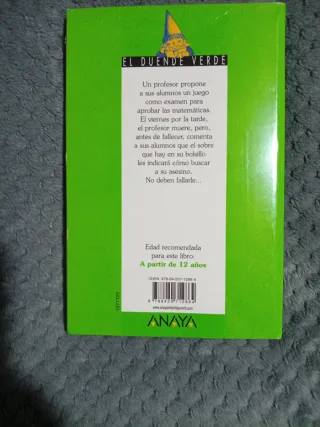 EL DUENDE VERDE
Un profesor propone
a sus alumnos un juego
como examen para
aprobar las matemáticas.
El viernes por la tarde,
el profesor muere, pero,
antes de fallecer, comenta
a sus alumnos que el sobre
que hay en su bolsillo
les indicará cómo buscar
a su asesino.
No deben fallarle...
Edad recomendada
para este libro:
A partir de 12 años
ANAYA